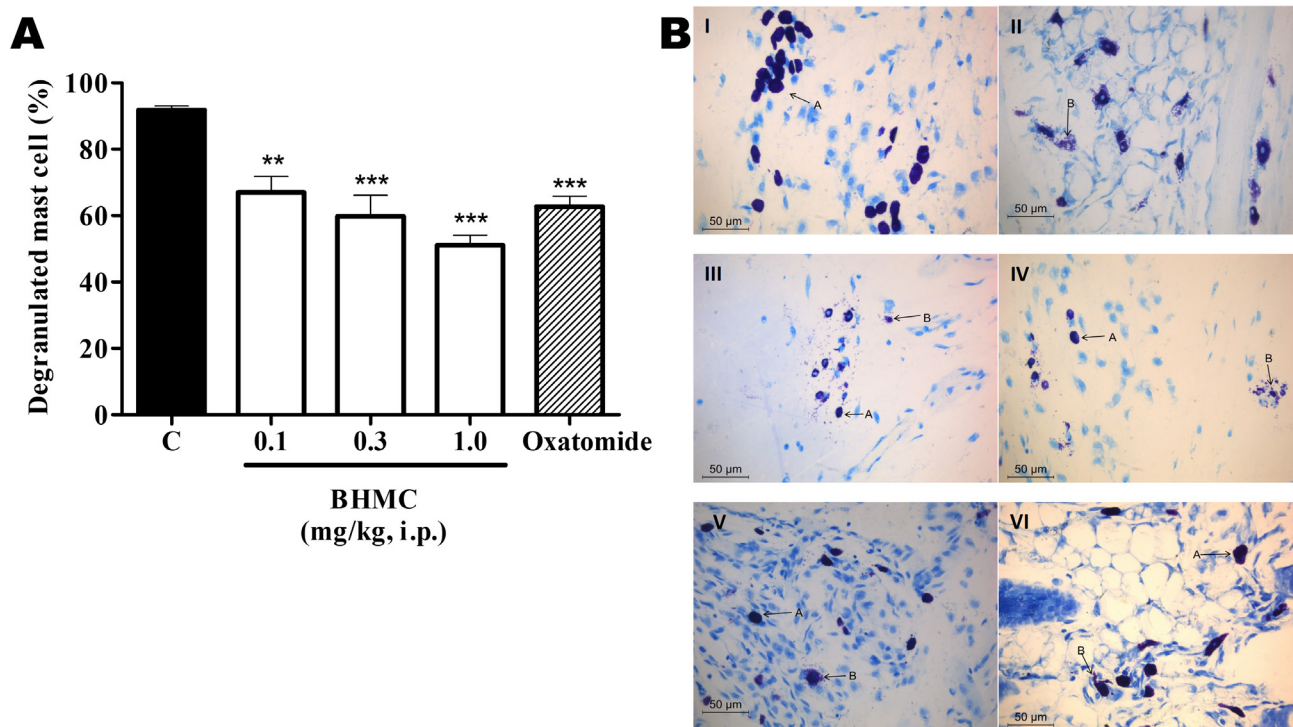 A
Degranulated mast cell (%)
100
80
60
40
20
0
**
***
***
***
C
0.1
0.3
1.0
Oxatomide
BHMC
(mg/kg, i.p.)
B
I
A
50 µm
II
B
50 µm
III
B
A
50 µm
IV
A
B
50 µm
V
A
B
50 µm
VI
A
B
50 µm